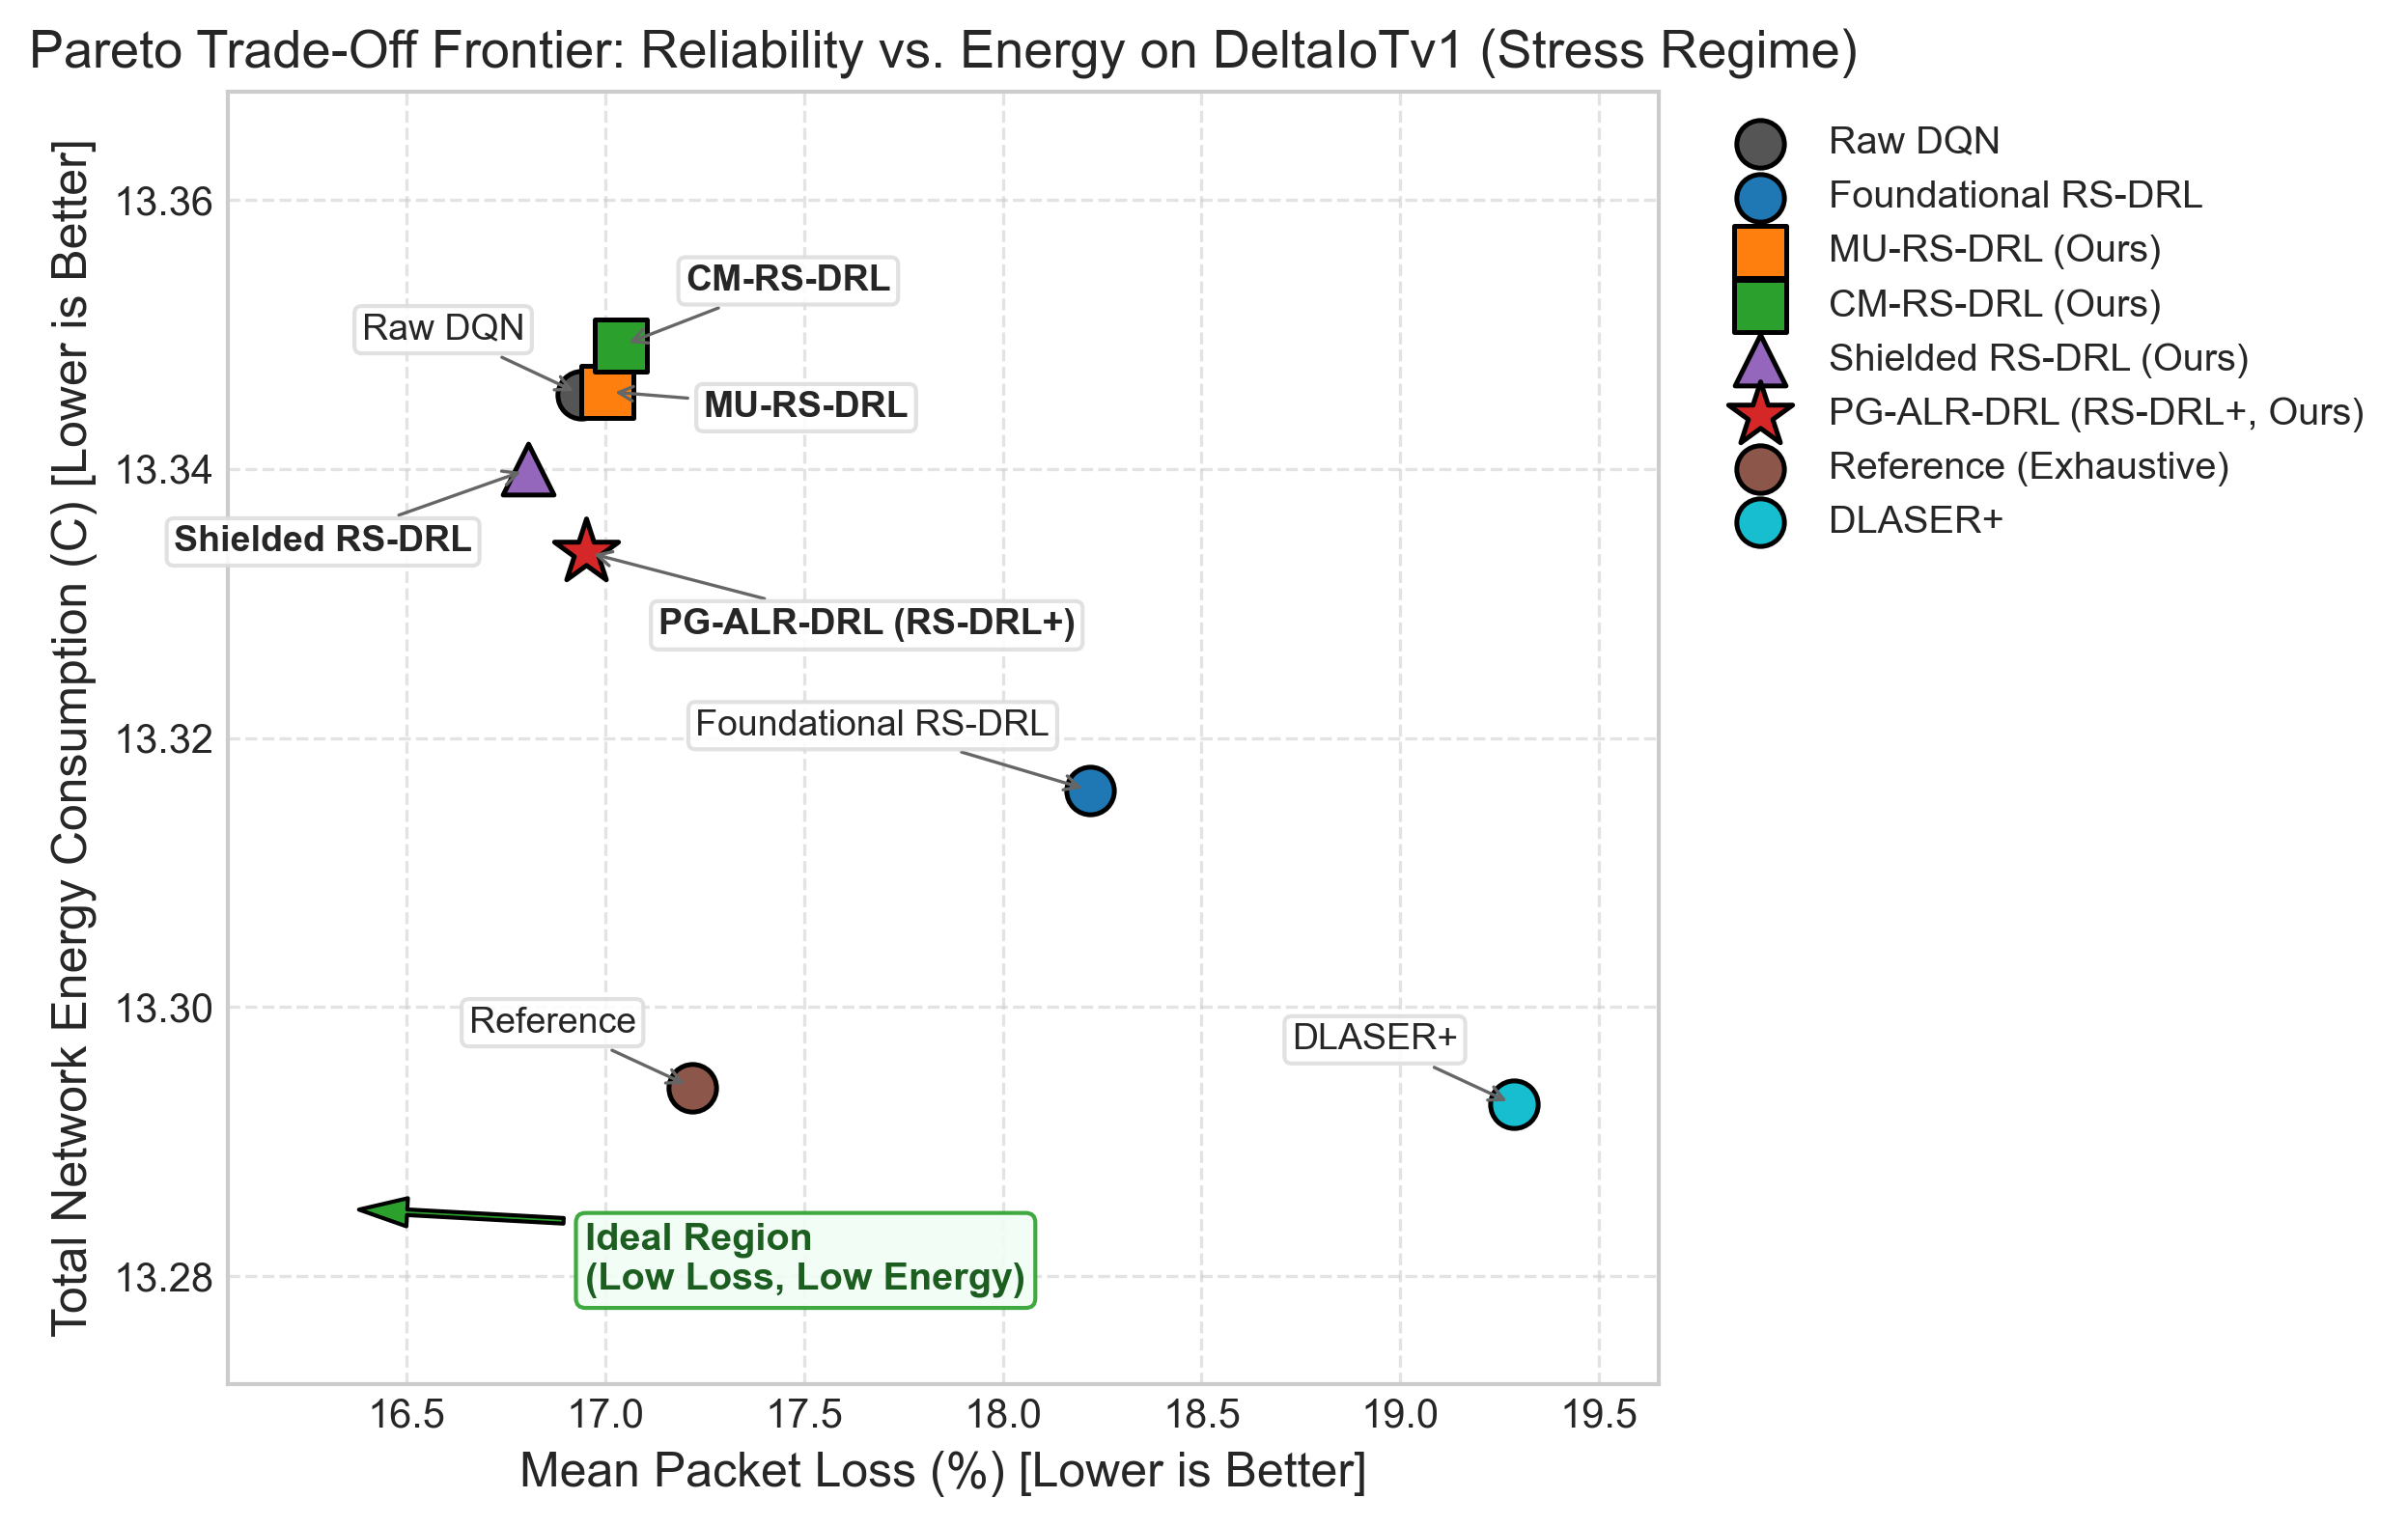 Pareto Trade-Off Frontier: Reliability vs. Energy on DeltaIoTv1 (Stress Regime)
Total Network Energy Consumption (C) [Lower is Better]
13.36
13.34
13.32
13.30
13.28
CM-RS-DRL
Raw DQN
MU-RS-DRL
Shielded RS-DRL
PG-ALR-DRL (RS-DRL+)
Foundational RS-DRL
Reference
DLASER+
Ideal Region
(Low Loss, Low Energy)
16.5
17.0
17.5
18.0
18.5
19.0
19.5
Mean Packet Loss (%) [Lower is Better]
Raw DQN
Foundational RS-DRL
MU-RS-DRL (Ours)
CM-RS-DRL (Ours)
Shielded RS-DRL (Ours)
PG-ALR-DRL (RS-DRL+, Ours)
Reference (Exhaustive)
DLASER+